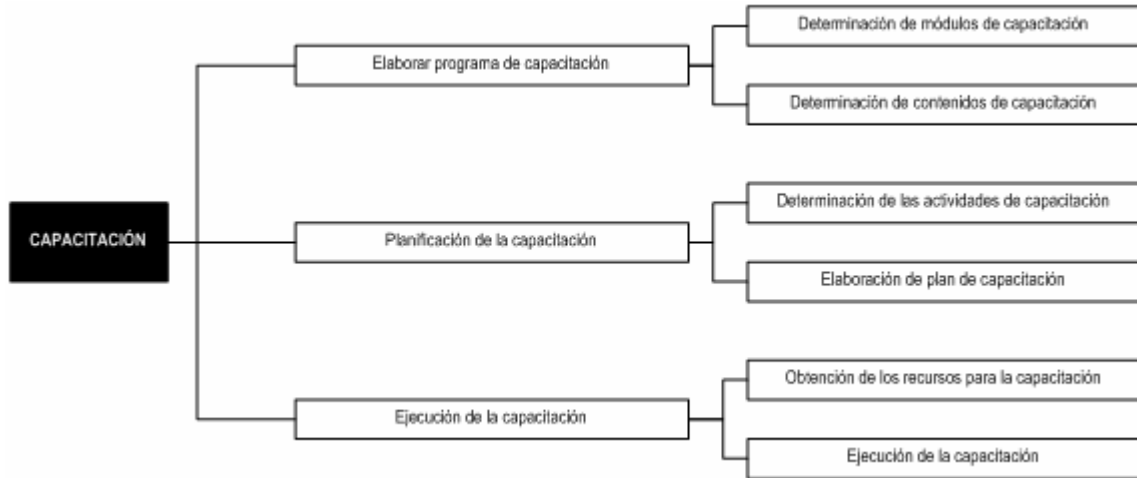 CAPACITACIÓN
Elaborar programa de capacitación
Determinación de módulos de capacitación
Determinación de contenidos de capacitación
Planificación de la capacitación
Determinación de las actividades de capacitación
Elaboración de plan de capacitación
Ejecución de la capacitación
Obtención de los recursos para la capacitación
Ejecución de la capacitación